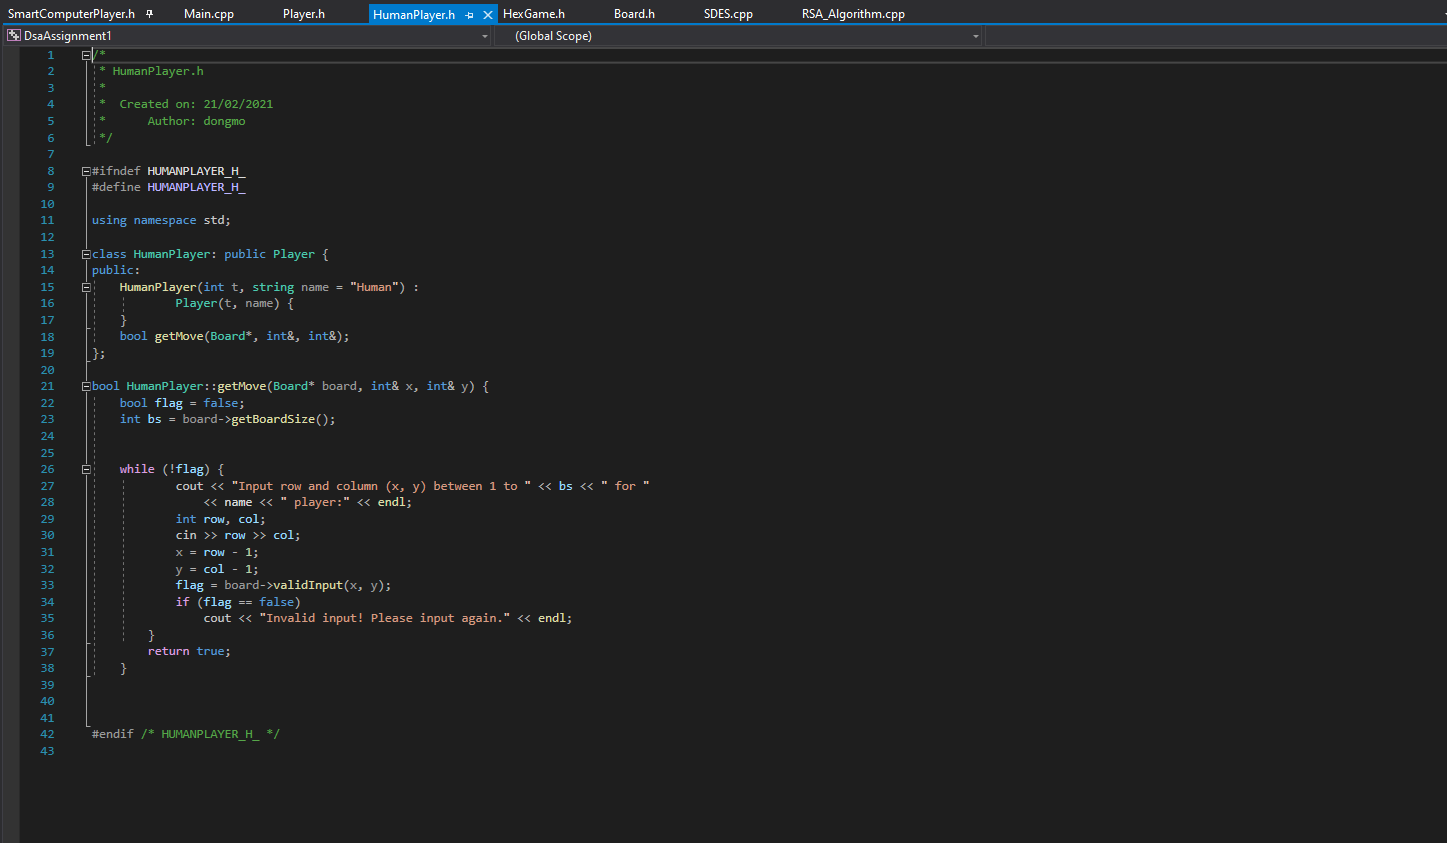 SmartComputerPlayer.h Main.cpp Player.h HumanPlayer.h HexGame.h Board.h SDES.cpp RSA_Algorithm.cpp
DsaAssignment1 (Global Scope)
1 /*
2 * HumanPlayer.h
3 *
4 * Created on: 21/02/2021
5 * Author: dongmo
6 */
7
8 #ifndef HUMANPLAYER_H_
9 #define HUMANPLAYER_H_
10
11 using namespace std;
12
13 class HumanPlayer: public Player {
14 public:
15 HumanPlayer(int t, string name = "Human") :
16 Player(t, name) {
17 }
18 bool getMove(Board*, int&, int&);
19 };
20
21 bool HumanPlayer::getMove(Board* board, int& x, int& y) {
22 bool flag = false;
23 int bs = board->getBoardSize();
24
25
26 while (!flag) {
27 cout << "Input row and column (x, y) between 1 to " << bs << " for "
28 << name << " player:" << endl;
29 int row, col;
30 cin >> row >> col;
31 x = row - 1;
32 y = col - 1;
33 flag = board->validInput(x, y);
34 if (flag == false)
35 cout << "Invalid input! Please input again." << endl;
36 }
37 return true;
38 }
39
40
41
42 #endif /* HUMANPLAYER_H_ */
43